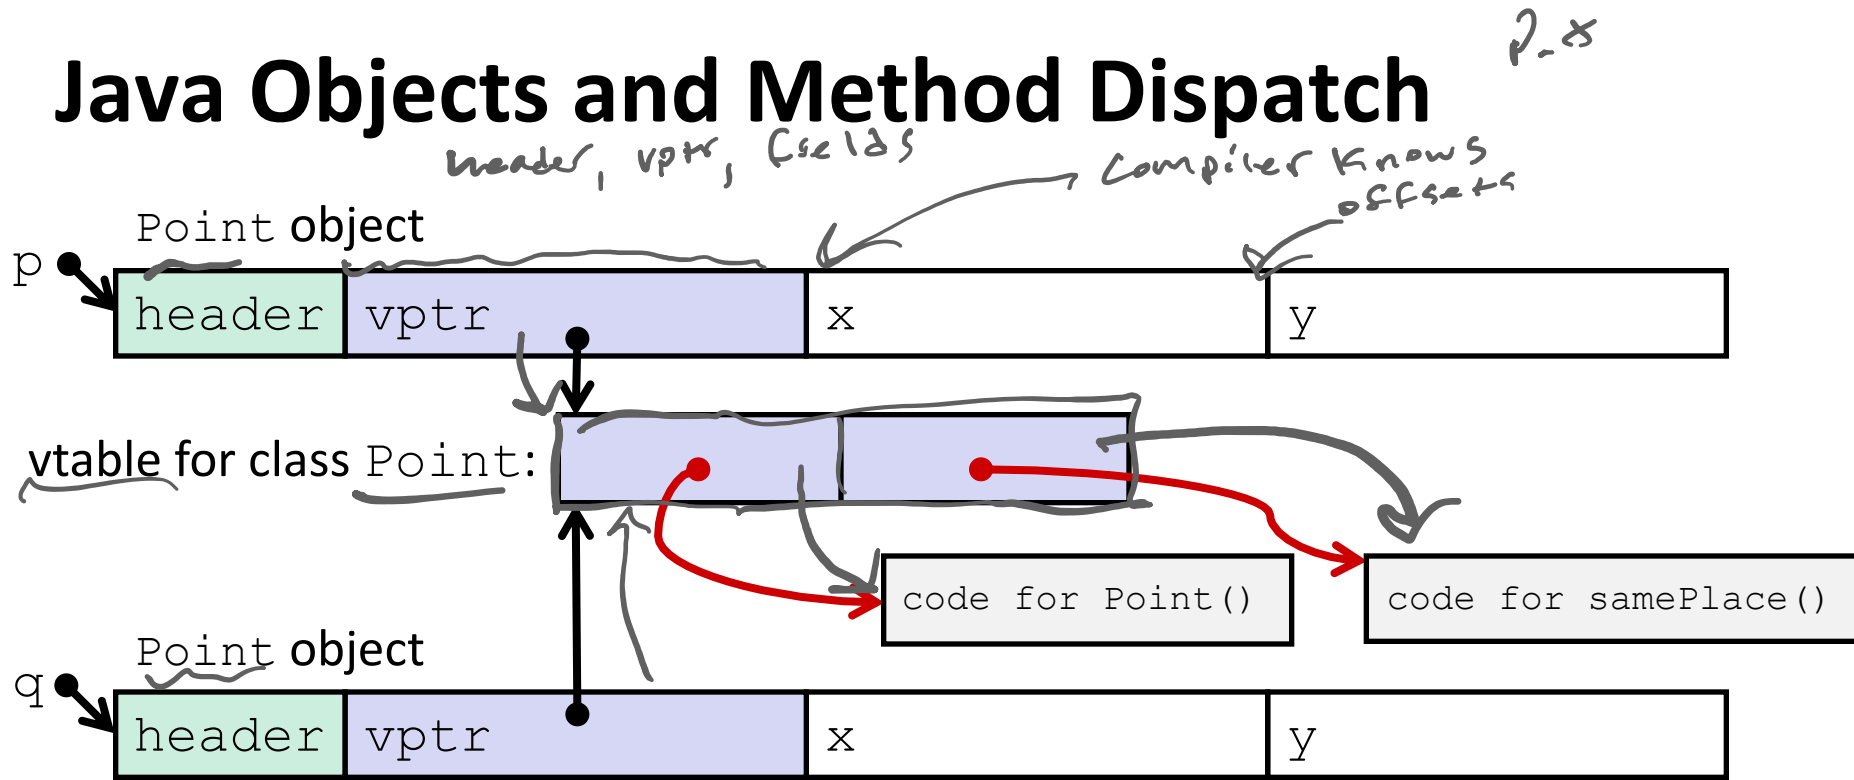 p.x
Java Objects and Method Dispatch
header, vptr, fields
compiler knows
offsets
Point object
p
header vptr x y
vtable for class Point:
code for Point() code for samePlace()
Point object
q
header vptr x y